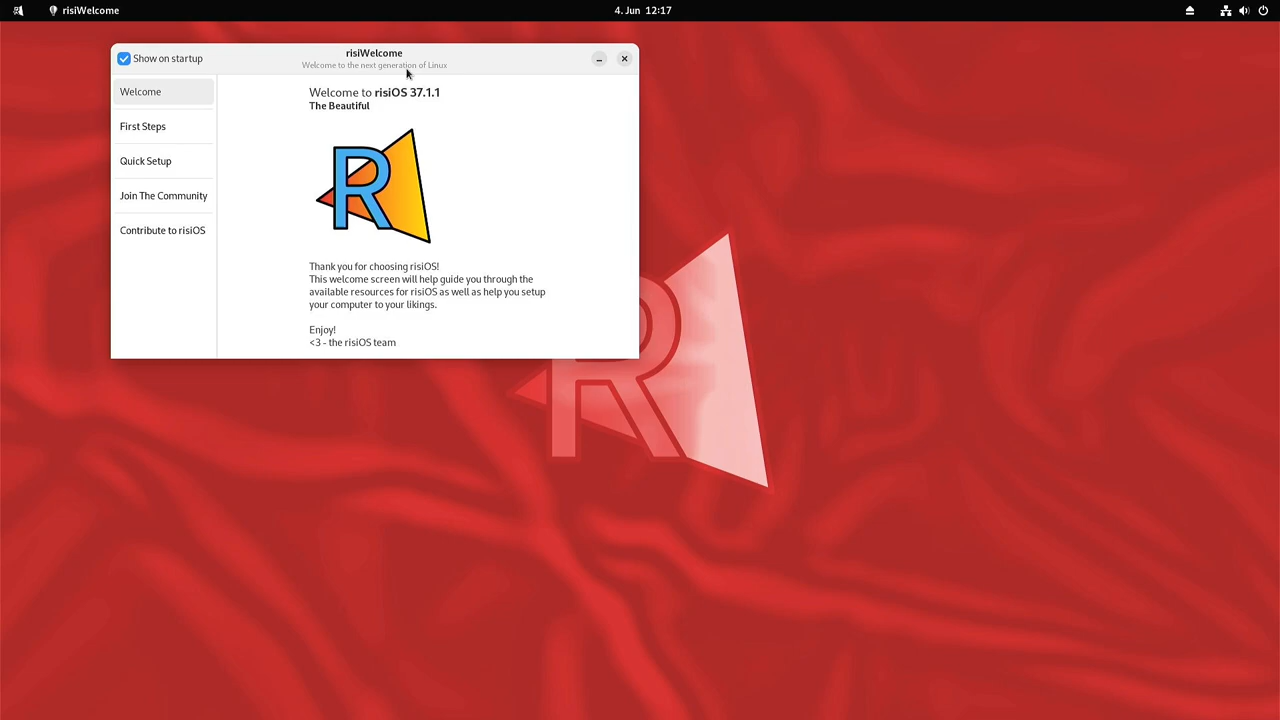 risiWelcome
4. Jun 12:17
Show on startup
risiWelcome
Welcome to the next generation of Linux
Welcome
First Steps
Quick Setup
Join The Community
Contribute to risiOS
Welcome to risiOS 37.1.1
The Beautiful
R
Thank you for choosing risiOS!
This welcome screen will help guide you through the
available resources for risiOS as well as help you setup
your computer to your likings.
Enjoy!
<3 - the risiOS team
R